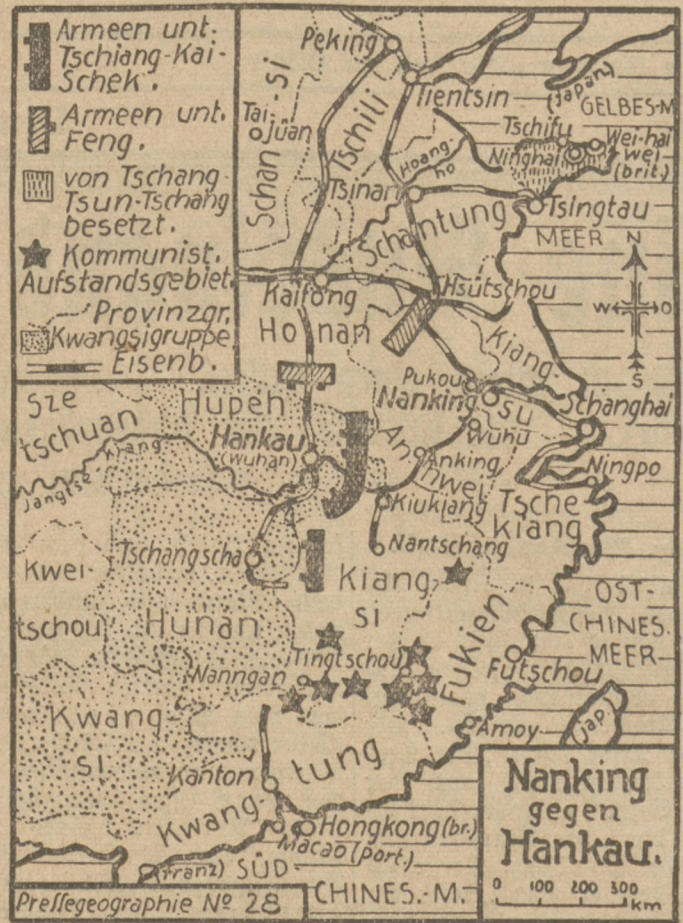 Armeen unt.
Tschiang-Kai-
Schek.
Armeen unt.
Feng.
von Tschang-
Tsun-Tschang
besetzt.
Kommunist.
Aufstandsgebiet.
Provinzgr.
Kwangsigruppe
Eisenb.
Peking
Tientsin
Schan-si
Tai
Jüan
Tschili
(japan)
GELBES-M
Tschifu
Wei-hai
wei
(brit.)
Ninghai
Hoang-
ho
Tsinan
Schantung
Tsingtau
MEER
N
W
O
S
Kaifong
Hsütschou
Honan
Kiang-
su
Pukou
Nanking
Wuhu
Schanghai
Sze
tschuan
Hupeh
Hankau
(Wuhan)
Jangtse Kiang
Anking
Anhwei
Ningpo
Tsche
Kiang
Kiukiang
Nantschang
Tschangscha
Kwei-
tschou
Hunan
Kiang
si
OST-
CHINES.
MEER
Fukien
Tingtschou
Nanngan
Futschou
Kwang-
si
Amoy
(jap.)
Kanton
Kwang-
tung
Hongkong (br.)
Macao (port.)
(franz)
SÜD-
CHINES.-M.
Nanking
gegen
Hankau.
0 100 200 300
km
Pressegeographie No 28